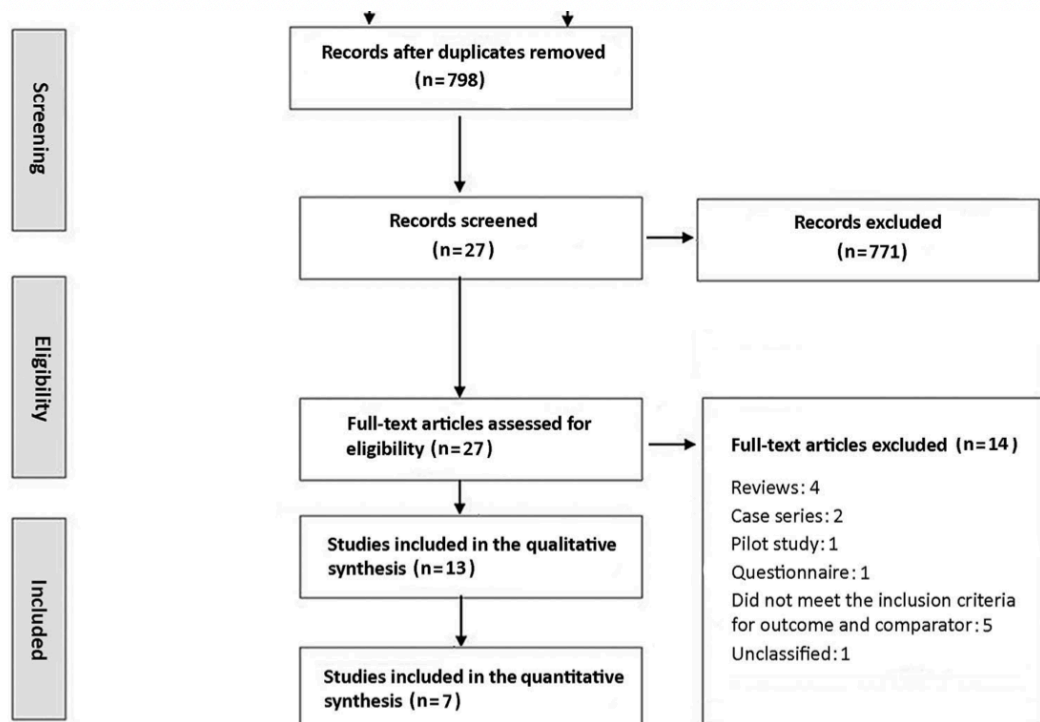 Screening
Records after duplicates removed
(n=798)
Records screened
(n=27)
Records excluded
(n=771)
Eligibility
Full-text articles assessed for
eligibility (n=27)
Full-text articles excluded (n=14)
Reviews: 4
Case series: 2
Pilot study: 1
Questionnaire: 1
Did not meet the inclusion criteria
for outcome and comparator: 5
Unclassified: 1
Included
Studies included in the qualitative
synthesis (n=13)
Studies included in the quantitative
synthesis
(n=7)